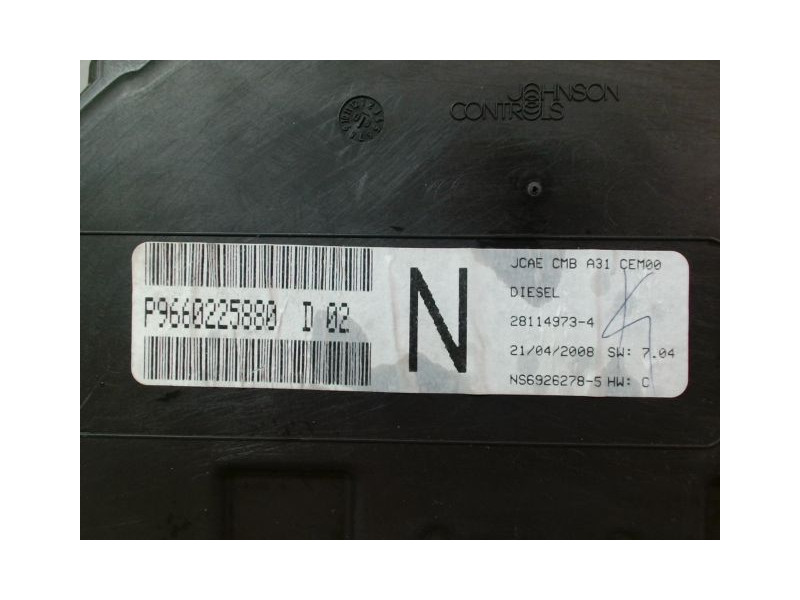 JOHNSON
CONTROLS
P9660225880 D 02
N
JCAE CMB A31 CEM00
DIESEL
28114973-4
21/04/2008 SW: 7.04
NS6926278-5 HW: C